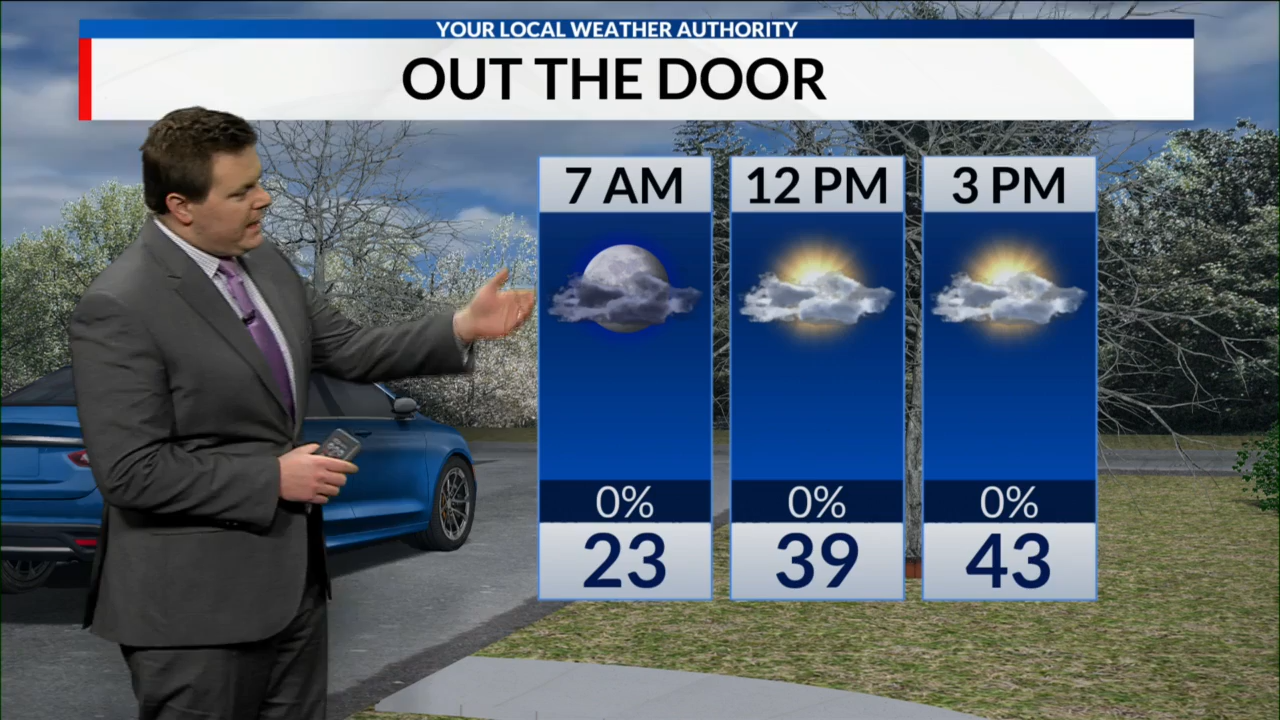 YOUR LOCAL WEATHER AUTHORITY
OUT THE DOOR
7 AM 12 PM 3 PM
0% 0% 0%
23 39 43